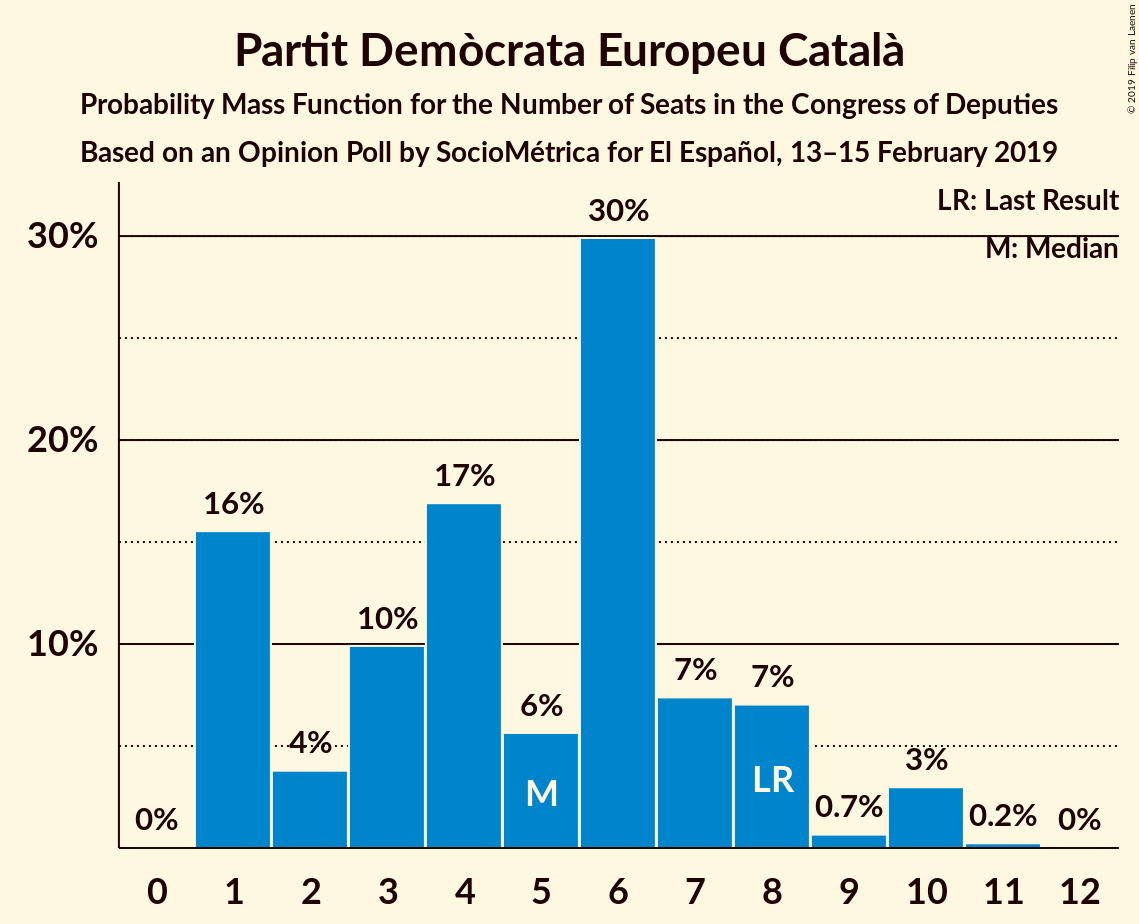 Partit Demòcrata Europeu Català
Probability Mass Function for the Number of Seats in the Congress of Deputies
Based on an Opinion Poll by SocioMétrica for El Español, 13–15 February 2019
© 2019 Filip van Laenen
LR: Last Result
M: Median
30%
20%
10%
0%
16%
4%
10%
17%
6%
30%
7%
7%
0.7%
3%
0.2%
0%
M
LR
0 1 2 3 4 5 6 7 8 9 10 11 12